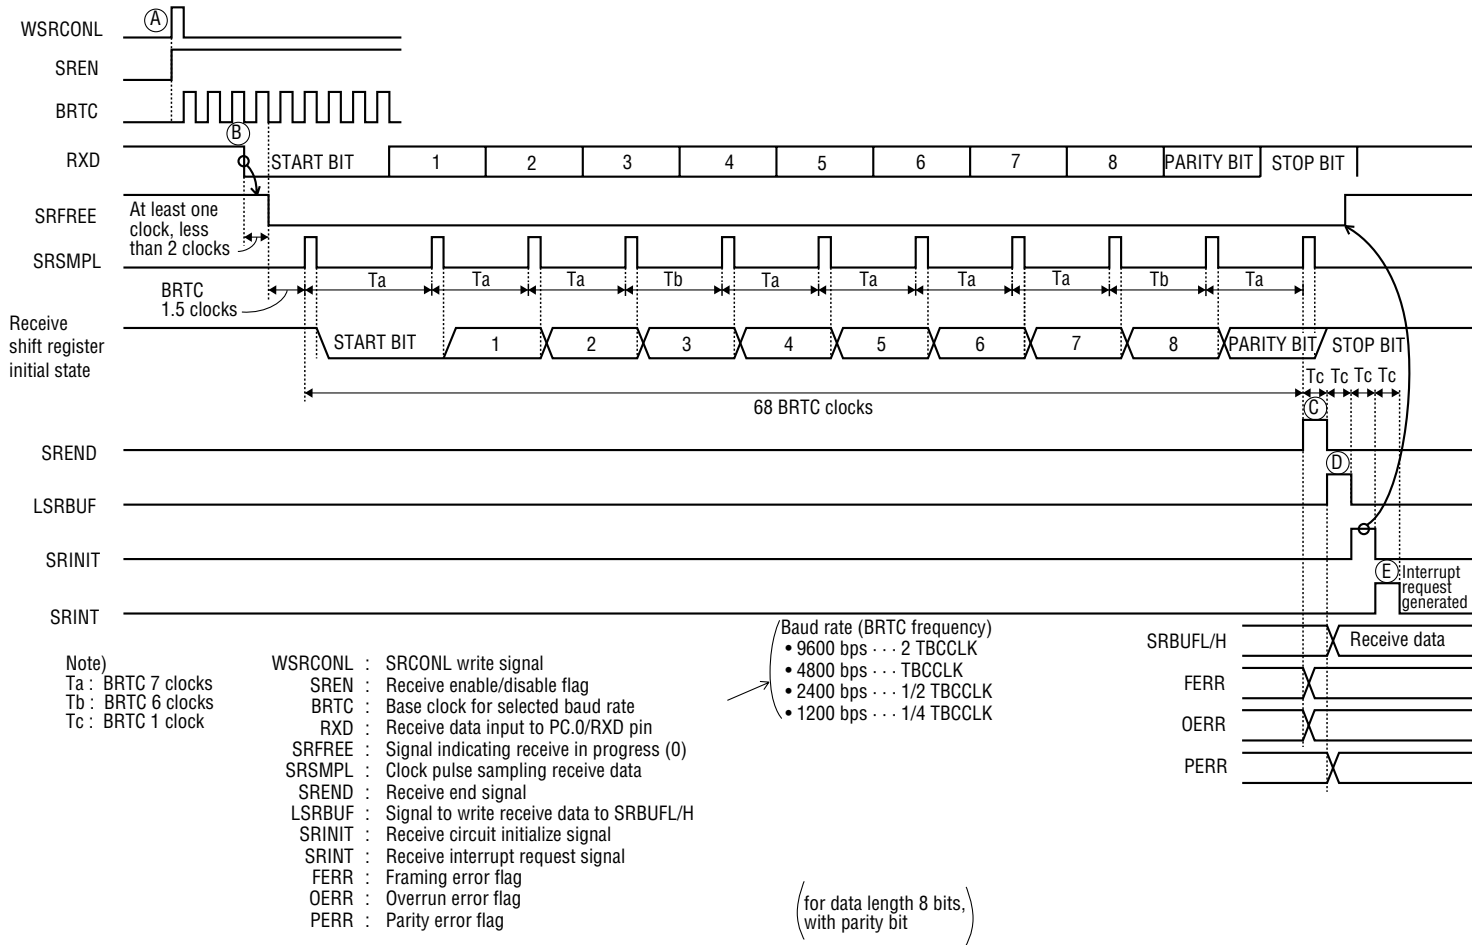 WSRCONL
A
SREN
BRTC
B
RXD
START BIT
1
2
3
4
5
6
7
8
PARITY BIT
STOP BIT
SRFREE
At least one
clock, less
than 2 clocks
SRSMPL
Ta
Ta
Ta
Tb
Ta
Ta
Ta
Ta
Tb
Ta
BRTC
1.5 clocks
Receive
shift register
initial state
START BIT
1
2
3
4
5
6
7
8
PARITY BIT
STOP BIT
Tc
Tc
Tc
Tc
68 BRTC clocks
C
SREND
D
LSRBUF
SRINIT
E
Interrupt
request
generated
SRINT
Note)
Ta : BRTC 7 clocks
Tb : BRTC 6 clocks
Tc : BRTC 1 clock
WSRCONL : SRCONL write signal
SREN : Receive enable/disable flag
BRTC : Base clock for selected baud rate
RXD : Receive data input to PC.0/RXD pin
SRFREE : Signal indicating receive in progress (0)
SRSMPL : Clock pulse sampling receive data
SREND : Receive end signal
LSRBUF : Signal to write receive data to SRBUFL/H
SRINIT : Receive circuit initialize signal
SRINT : Receive interrupt request signal
FERR : Framing error flag
OERR : Overrun error flag
PERR : Parity error flag
Baud rate (BRTC frequency)
• 9600 bps · · · 2 TBCCLK
• 4800 bps · · · TBCCLK
• 2400 bps · · · 1/2 TBCCLK
• 1200 bps · · · 1/4 TBCCLK
SRBUFL/H
Receive data
FERR
OERR
PERR
(for data length 8 bits,
with parity bit)